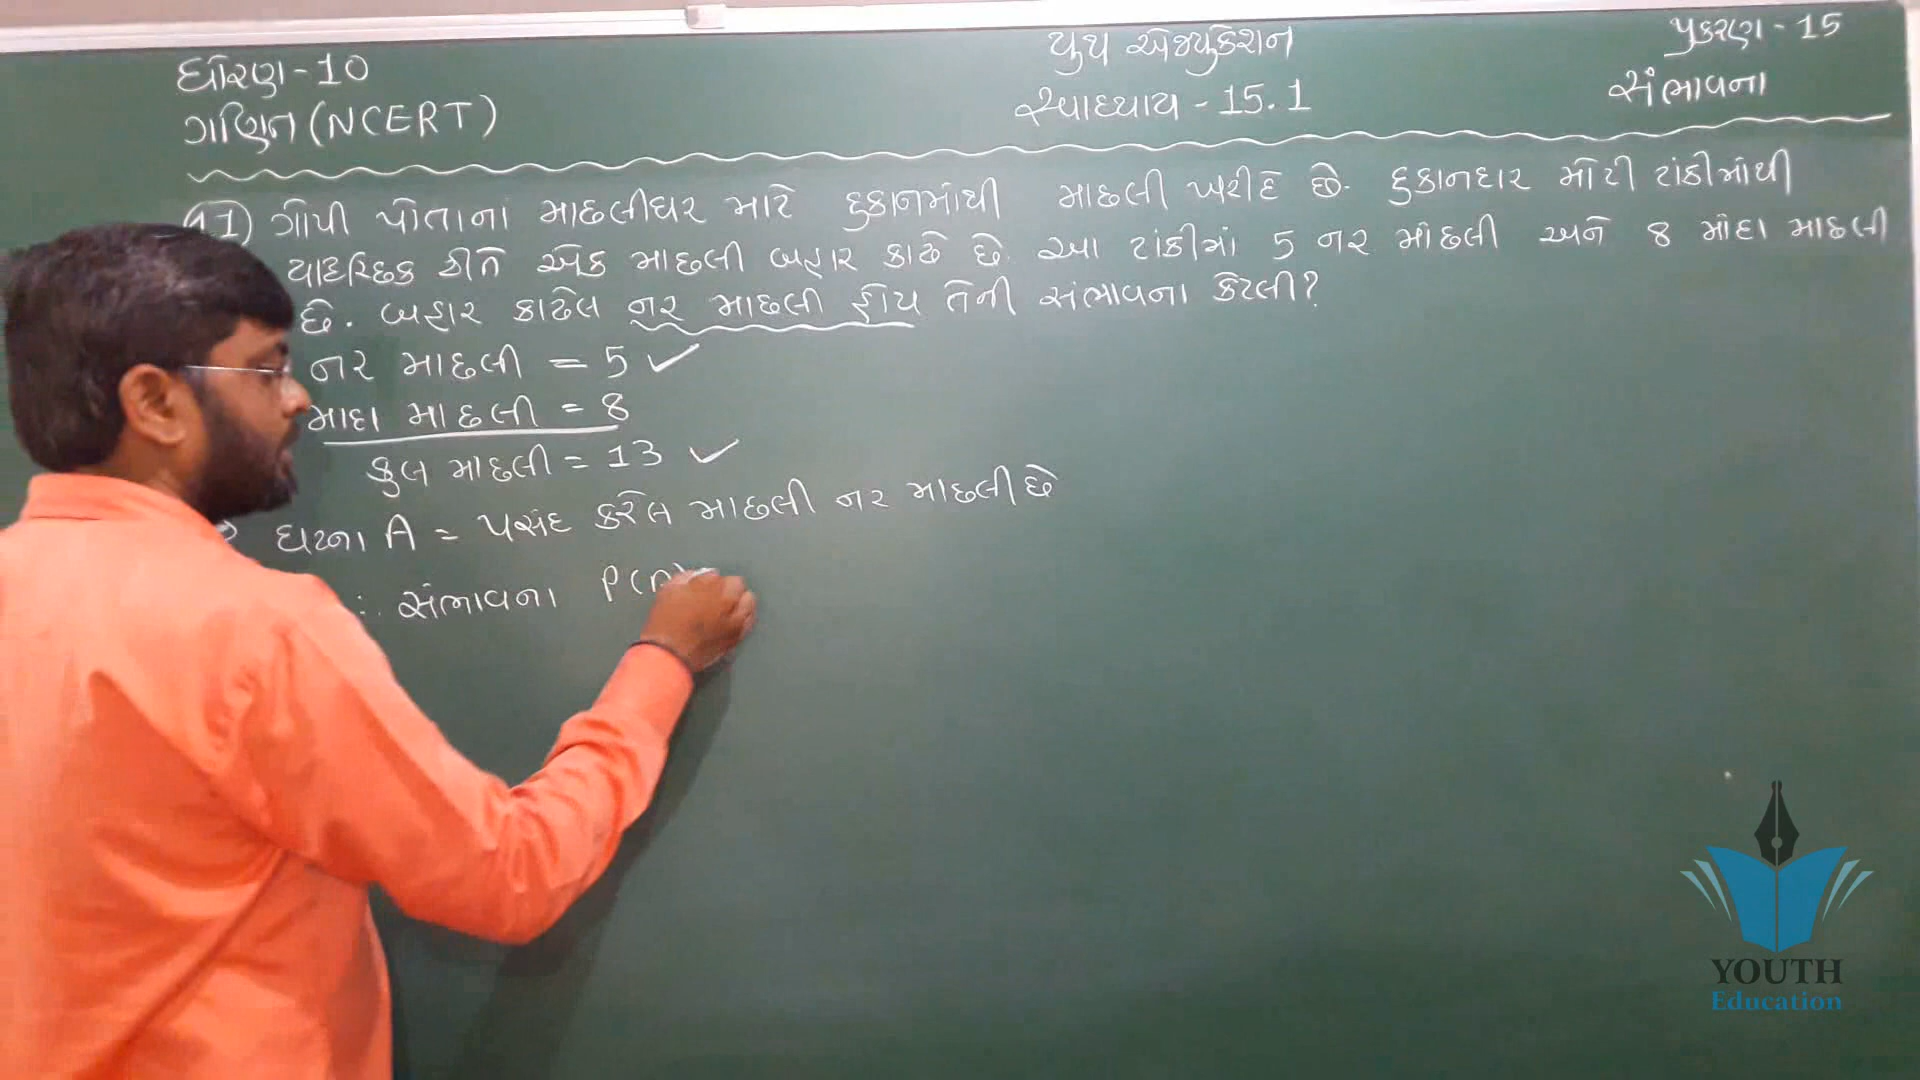 ધોરણ - 10
ગણિત (NCERT)
યુથ એજ્યુકેશન
સ્વાધ્યાય - 15.1
પ્રકરણ - 15
સંભાવના
11) ગોપી પોતાના માછલીઘર માટે દુકાનમાંથી માછલી ખરીદે છે. દુકાનદાર મોટી ટાંકીમાંથી
યાદચ્છિક રીતે એક માછલી બહાર કાઢે છે. આ ટાંકીમાં 5 નર માછલી અને 8 માદા માછલી
છે. બહાર કાઢેલ નર માછલી હોય તેની સંભાવના કેટલી?
નર માછલી = 5 ✓
માદા માછલી = 8
કુલ માછલી = 13 ✓
ઘટના A = પસંદ કરેલ માછલી નર માછલી છે
∴ સંભાવના P(A)
YOUTH
Education